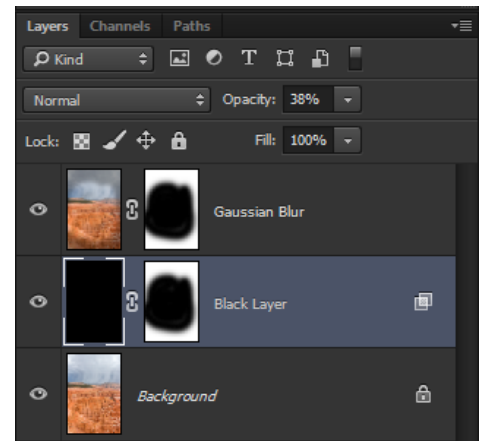 Layers Channels Paths
Kind T
Normal Opacity: 38%
Lock: Fill: 100%
Gaussian Blur
Black Layer
Background